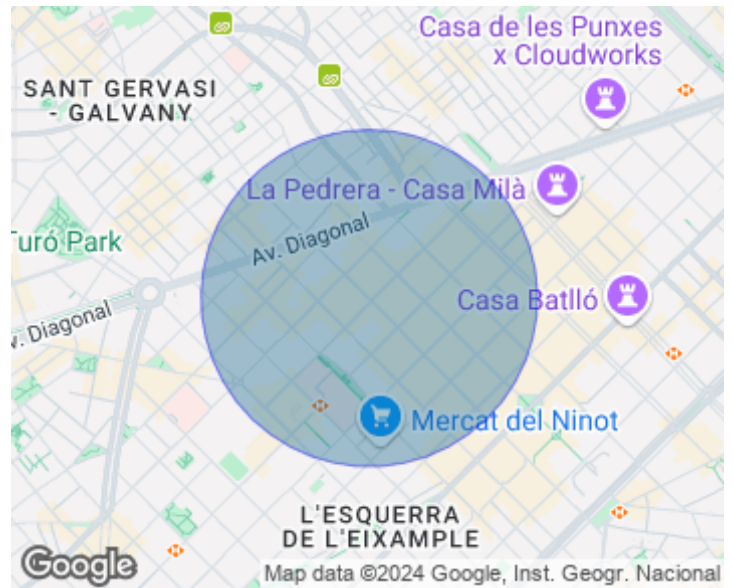 Casa de les Punxes
x Cloudworks
SANT GERVASI
- GALVANY
La Pedrera - Casa Milà
Av. Diagonal
Turó Park
Casa Batlló
v. Diagonal
Mercat del Ninot
L'ESQUERRA
DE L'EIXAMPLE
Google
Map data ©2024 Google, Inst. Geogr. Nacional